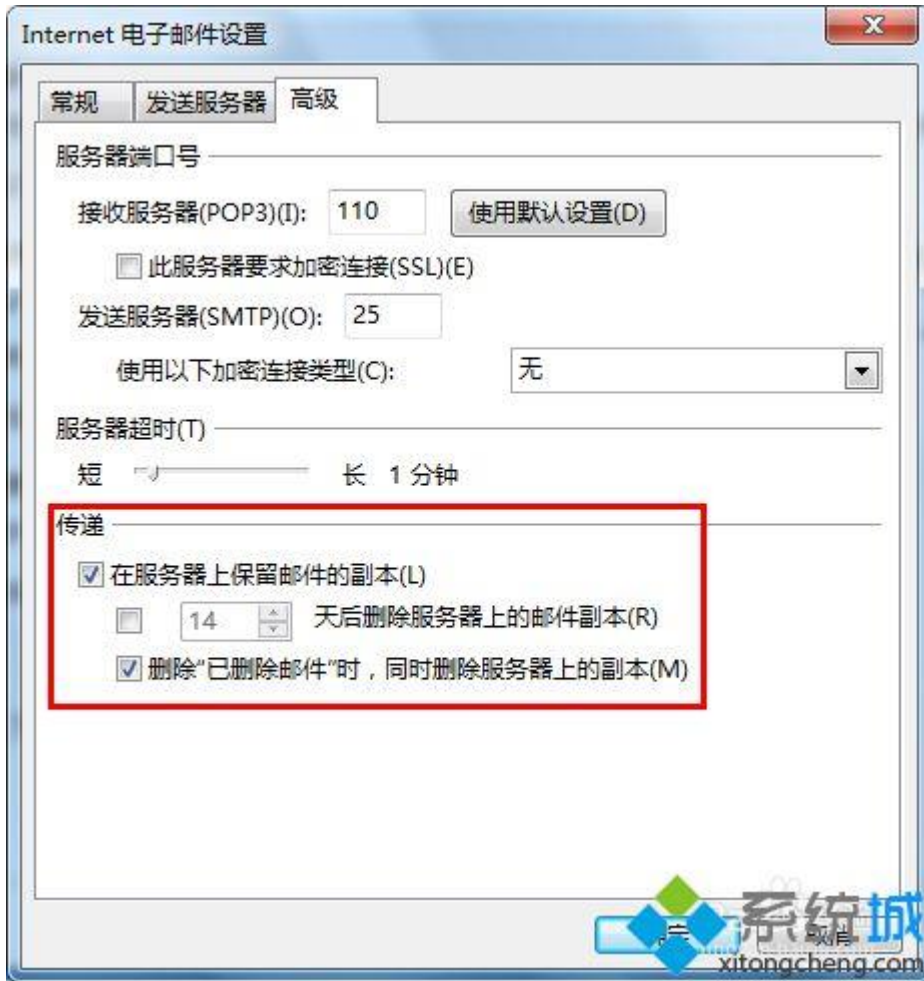 Internet 电子邮件设置
常规 发送服务器 高级
服务器端口号
接收服务器(POP3)(I): 110 使用默认设置(D)
此服务器要求加密连接(SSL)(E)
发送服务器(SMTP)(O): 25
使用以下加密连接类型(C): 无
服务器超时(T)
短 长 1 分钟
传递
在服务器上保留邮件的副本(L)
14 天后删除服务器上的邮件副本(R)
删除“已删除邮件”时，同时删除服务器上的副本(M)
系统城
取消
xitongcheng.com